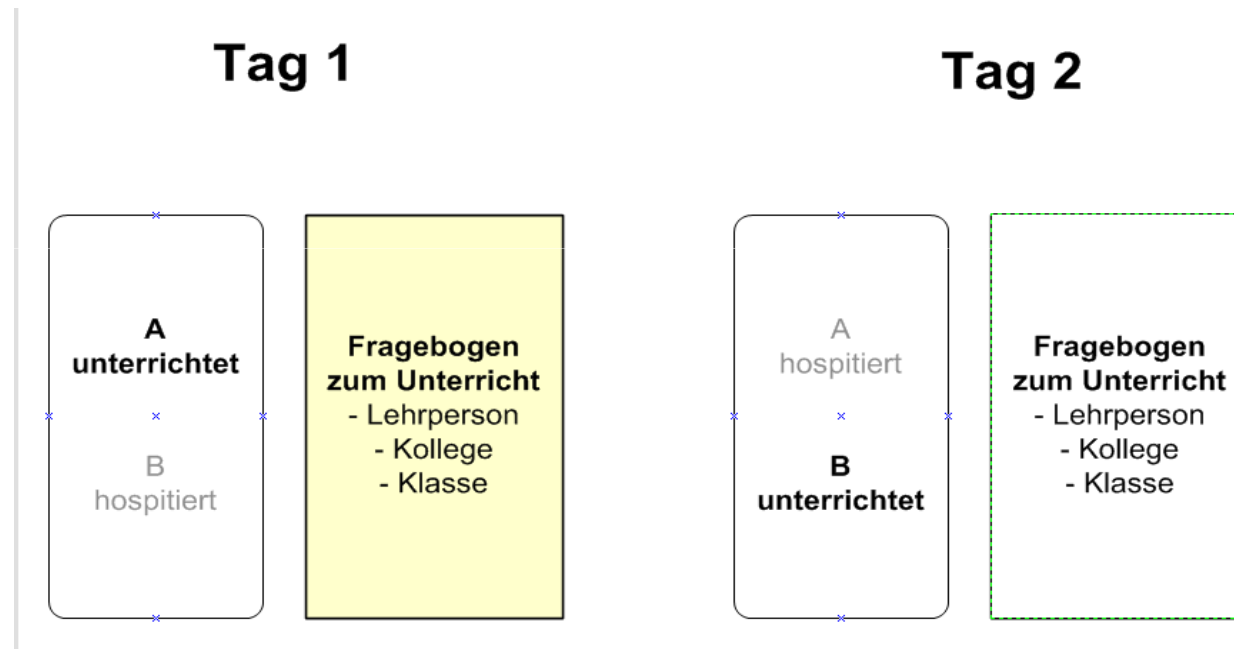 Tag 1
A
unterrichtet
B
hospitiert
Fragebogen
zum Unterricht
- Lehrperson
- Kollege
- Klasse
Tag 2
A
hospitiert
B
unterrichtet
Fragebogen
zum Unterricht
- Lehrperson
- Kollege
- Klasse